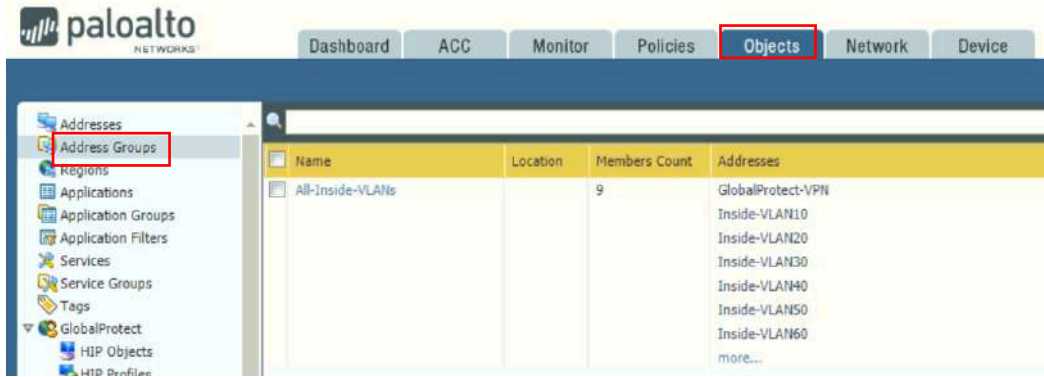 paloalto
NETWORKS
Dashboard ACC Monitor Policies Objects Network Device
Addresses
Address Groups
Regions
Applications
Application Groups
Application Filters
Services
Service Groups
Tags
GlobalProtect
HIP Objects
HIP Profiles
Name Location Members Count Addresses
All-Inside-VLANs 9 GlobalProtect-VPN
Inside-VLAN10
Inside-VLAN20
Inside-VLAN30
Inside-VLAN40
Inside-VLAN50
Inside-VLAN60
more...